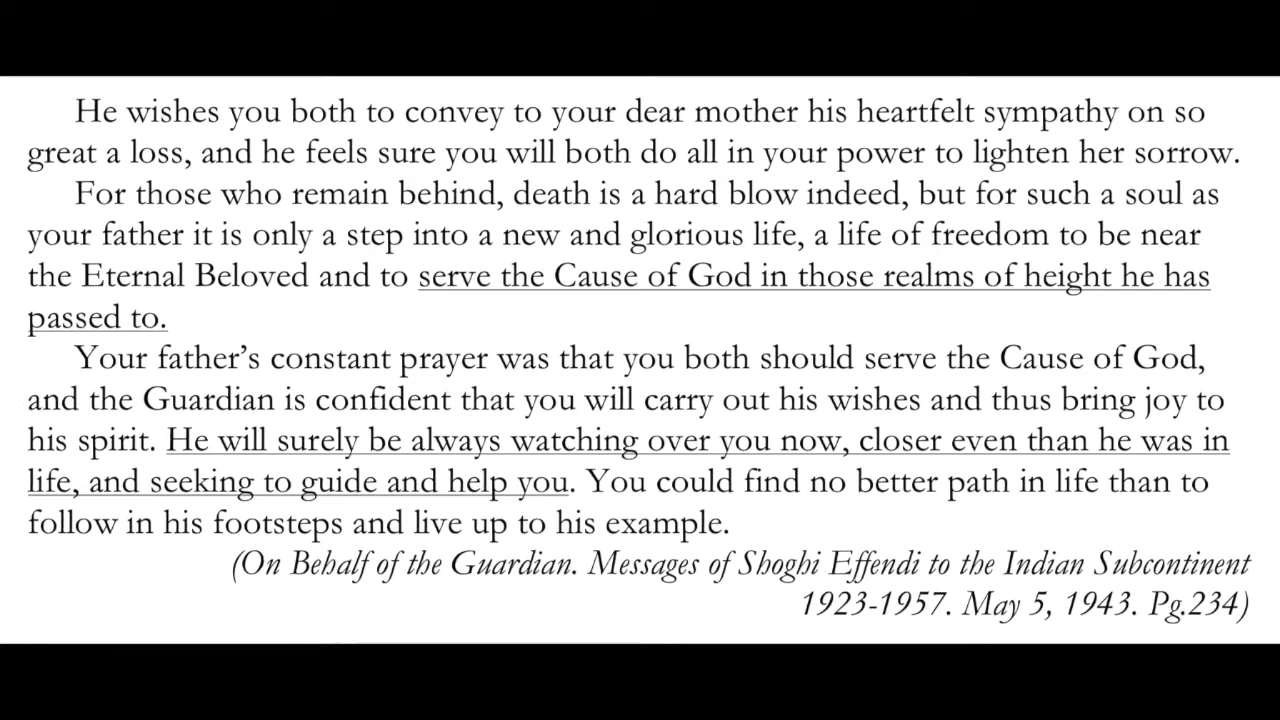 He wishes you both to convey to your dear mother his heartfelt sympathy on so
great a loss, and he feels sure you will both do all in your power to lighten her sorrow.
For those who remain behind, death is a hard blow indeed, but for such a soul as
your father it is only a step into a new and glorious life, a life of freedom to be near
the Eternal Beloved and to serve the Cause of God in those realms of height he has
passed to.
Your father’s constant prayer was that you both should serve the Cause of God,
and the Guardian is confident that you will carry out his wishes and thus bring joy to
his spirit. He will surely be always watching over you now, closer even than he was in
life, and seeking to guide and help you. You could find no better path in life than to
follow in his footsteps and live up to his example.
(On Behalf of the Guardian. Messages of Shoghi Effendi to the Indian Subcontinent
1923-1957. May 5, 1943. Pg.234)